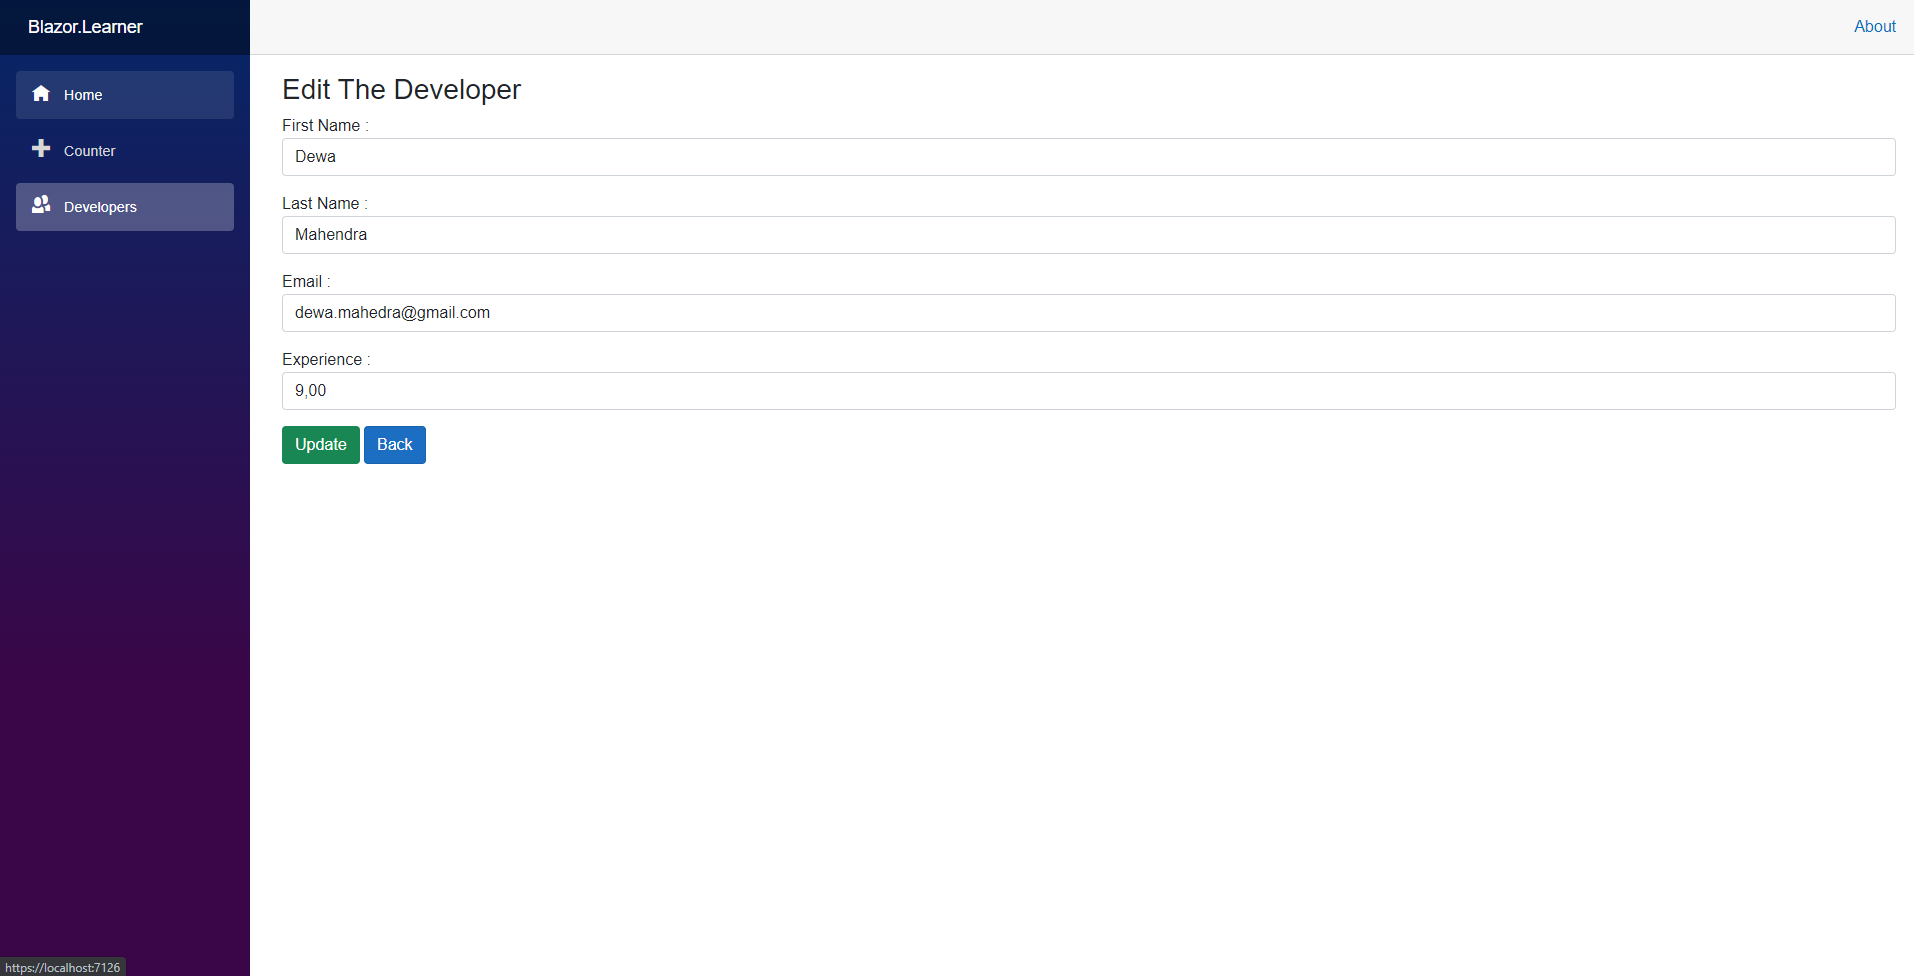 Blazor.Learner
About
Home
Counter
Developers
Edit The Developer
First Name :
Dewa
Last Name :
Mahendra
Email :
dewa.mahedra@gmail.com
Experience :
9,00
Update Back
https://localhost:7126